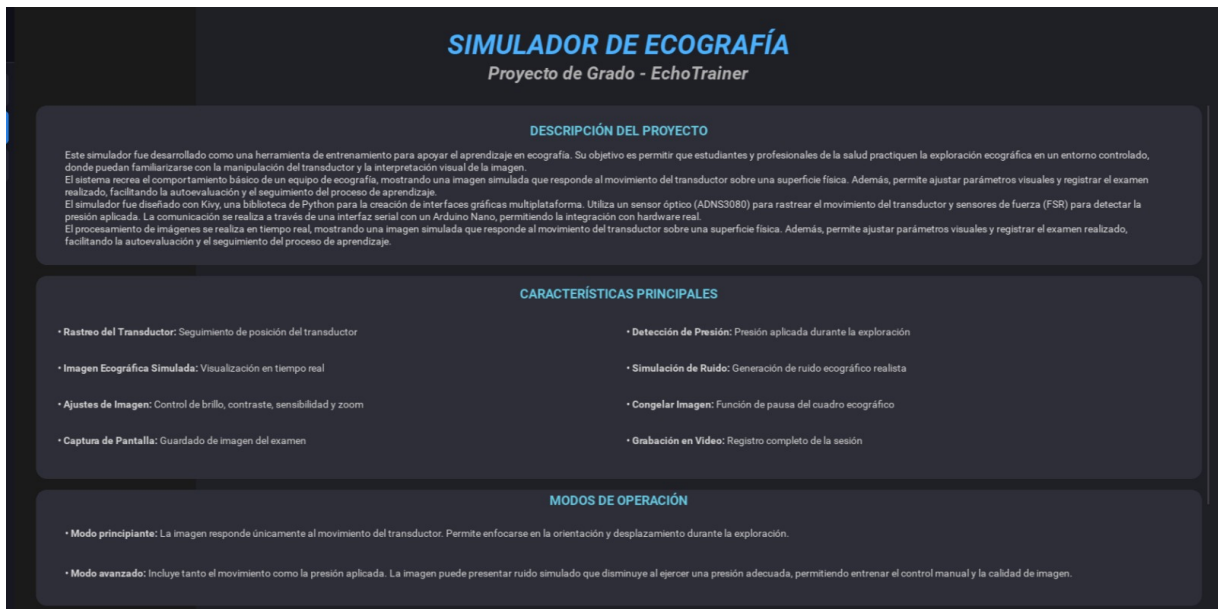 SIMULADOR DE ECOGRAFÍA
Proyecto de Grado - EchoTrainer
DESCRIPCIÓN DEL PROYECTO
Este simulador fue desarrollado como una herramienta de entrenamiento para apoyar el aprendizaje en ecografía. Su objetivo es permitir que estudiantes y profesionales de la salud practiquen la exploración ecográfica en un entorno controlado,
donde puedan familiarizarse con la manipulación del transductor y la interpretación visual de la imagen.
El sistema recrea el comportamiento básico de un equipo de ecografía, mostrando una imagen simulada que responde al movimiento del transductor sobre una superficie física. Además, permite ajustar parámetros visuales y registrar el examen
realizado, facilitando la autoevaluación y el seguimiento del proceso de aprendizaje.
El simulador fue diseñado con Kivy, una biblioteca de Python para la creación de interfaces gráficas multiplataforma. Utiliza un sensor óptico (ADNS3080) para rastrear el movimiento del transductor y sensores de fuerza (FSR) para detectar la
presión aplicada. La comunicación se realiza a través de una interfaz serial con un Arduino Nano, permitiendo la integración con hardware real.
El procesamiento de imágenes se realiza en tiempo real, mostrando una imagen simulada que responde al movimiento del transductor sobre una superficie física. Además, permite ajustar parámetros visuales y registrar el examen realizado,
facilitando la autoevaluación y el seguimiento del proceso de aprendizaje.
CARACTERÍSTICAS PRINCIPALES
• Rastreo del Transductor: Seguimiento de posición del transductor
• Detección de Presión: Presión aplicada durante la exploración
• Imagen Ecográfica Simulada: Visualización en tiempo real
• Simulación de Ruido: Generación de ruido ecográfico realista
• Ajustes de Imagen: Control de brillo, contraste, sensibilidad y zoom
• Congelar Imagen: Función de pausa del cuadro ecográfico
• Captura de Pantalla: Guardado de imagen del examen
• Grabación en Video: Registro completo de la sesión
MODOS DE OPERACIÓN
• Modo principiante: La imagen responde únicamente al movimiento del transductor. Permite enfocarse en la orientación y desplazamiento durante la exploración.
• Modo avanzado: Incluye tanto el movimiento como la presión aplicada. La imagen puede presentar ruido simulado que disminuye al ejercer una presión adecuada, permitiendo entrenar el control manual y la calidad de imagen.